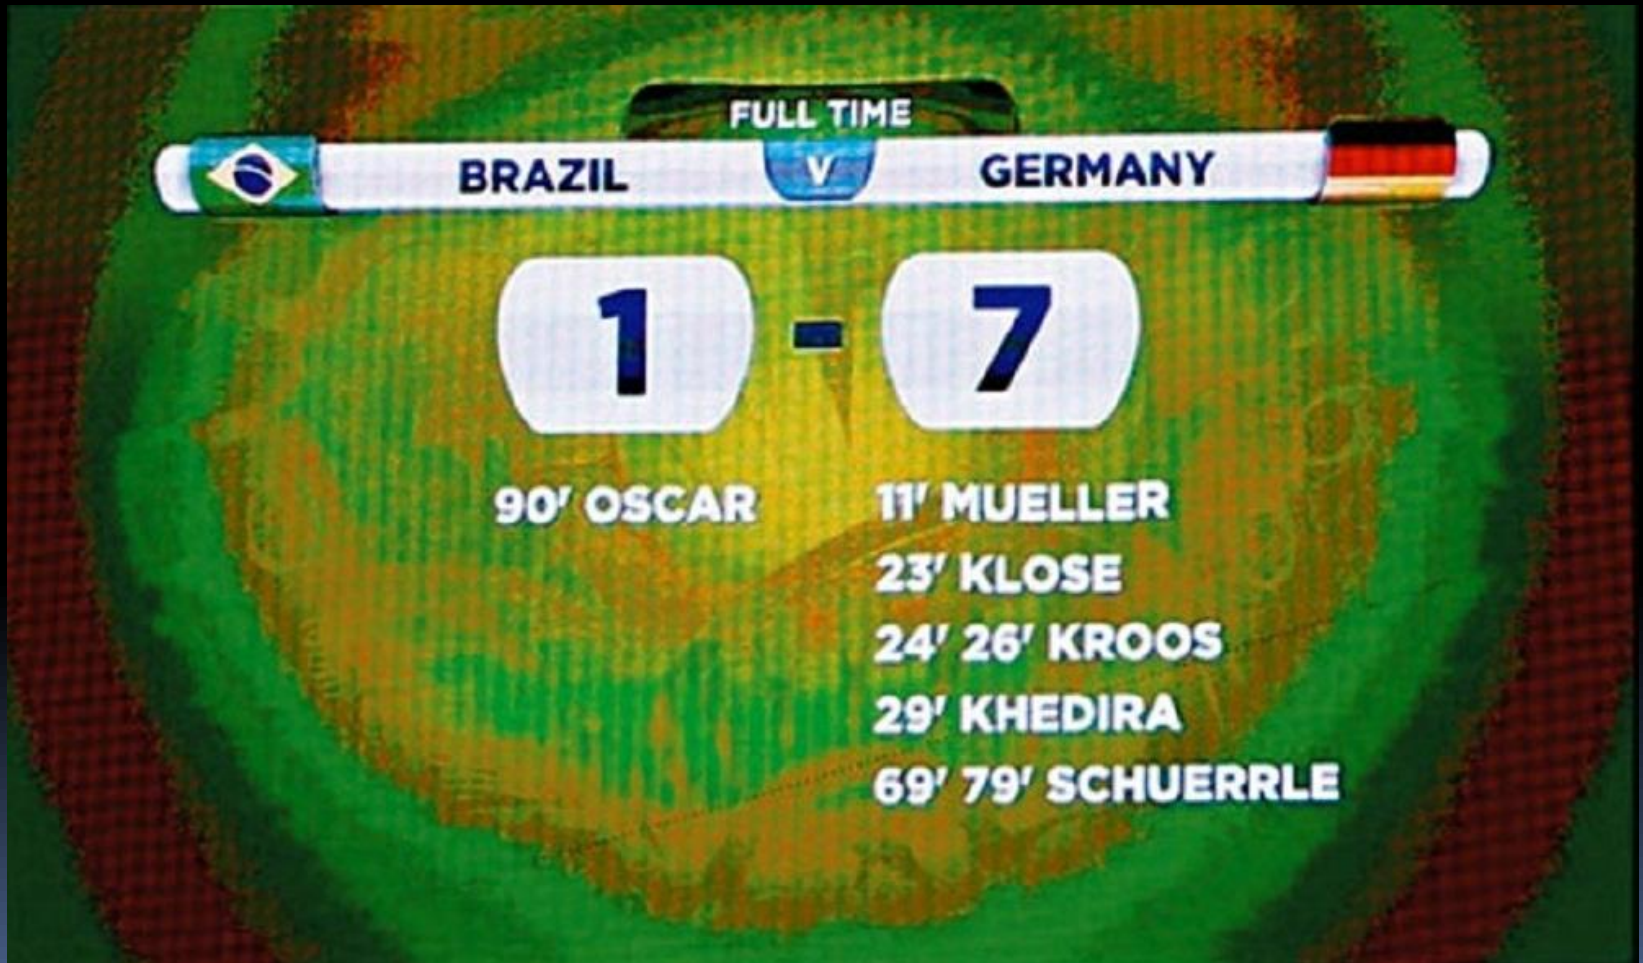 FULL TIME
BRAZIL V GERMANY
1 - 7
90' OSCAR
11' MUELLER
23' KLOSE
24' 26' KROOS
29' KHEDIRA
69' 79' SCHUERRLE